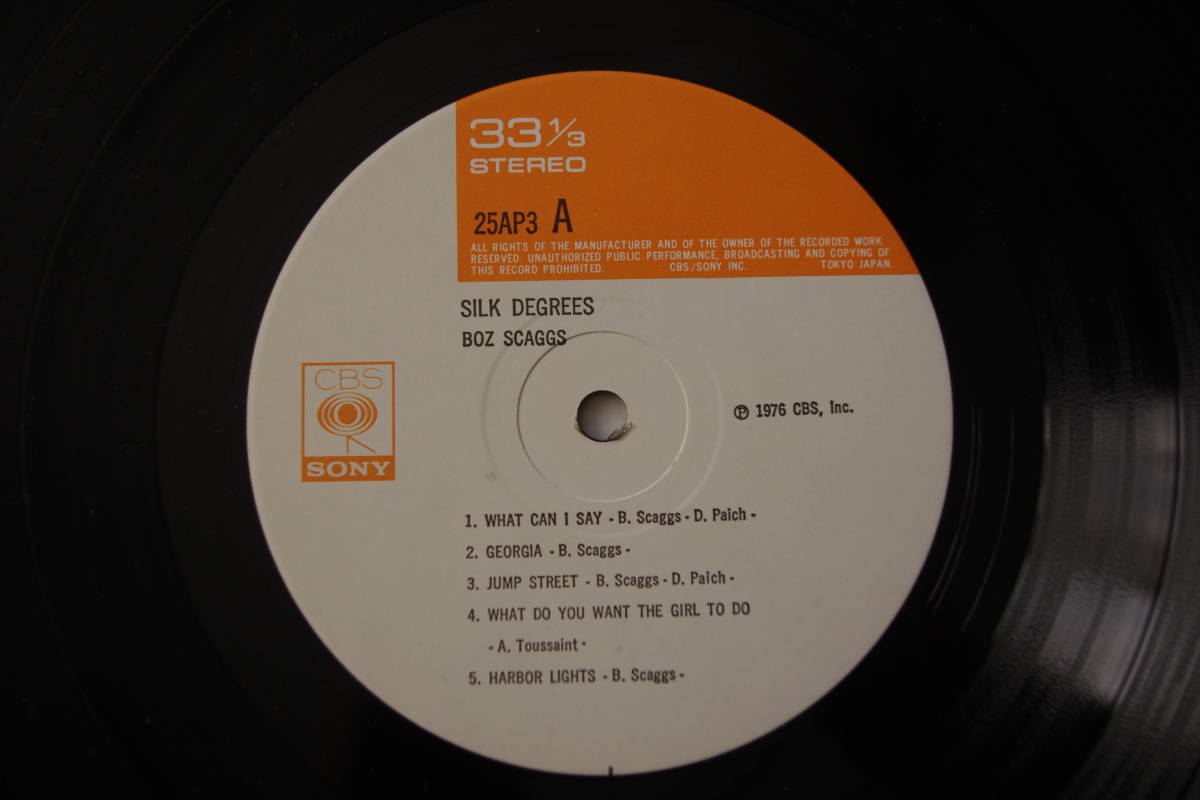 33 1/3
STEREO
25AP3 A
ALL RIGHTS OF THE MANUFACTURER AND OF THE OWNER OF THE RECORDED WORK
RESERVED. UNAUTHORIZED PUBLIC PERFORMANCE, BROADCASTING AND COPYING OF
THIS RECORD PROHIBITED. CBS/SONY INC. TOKYO JAPAN.
SILK DEGREES
BOZ SCAGGS
CBS
SONY
℗ 1976 CBS, Inc.
1. WHAT CAN I SAY - B. Scaggs - D. Paich -
2. GEORGIA - B. Scaggs -
3. JUMP STREET - B. Scaggs - D. Paich -
4. WHAT DO YOU WANT THE GIRL TO DO
- A. Toussaint -
5. HARBOR LIGHTS - B. Scaggs -